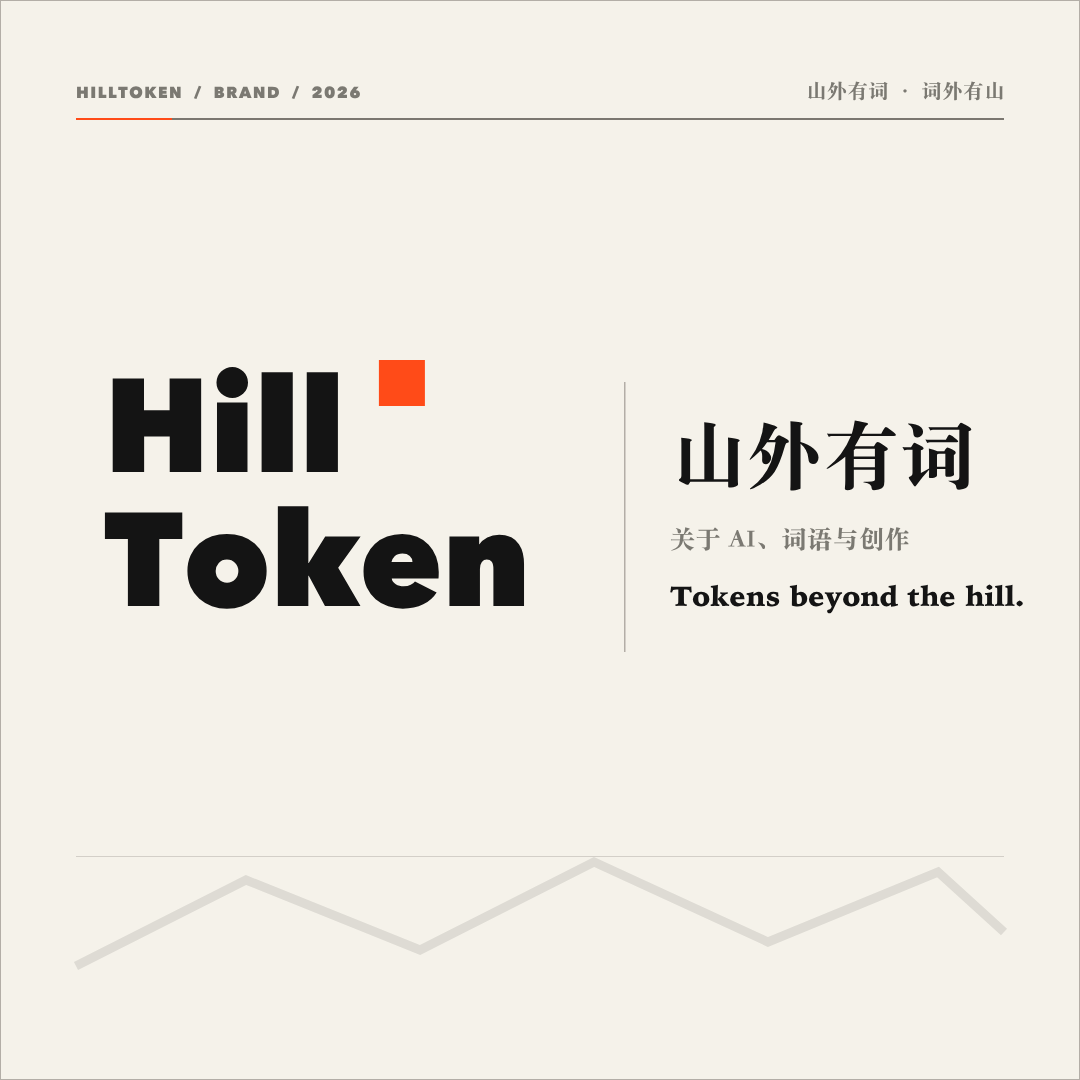 HILLTOKEN / BRAND / 2026
山外有词 · 词外有山
Hill
Token
山外有词
关于 AI、词语与创作
Tokens beyond the hill.